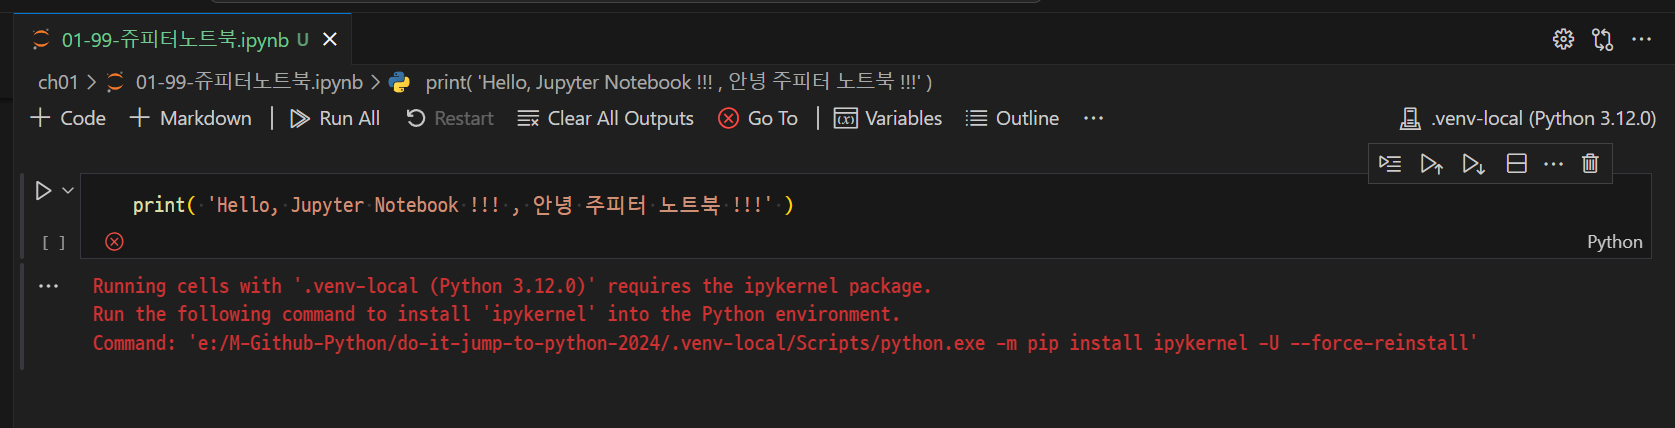 01-99-쥬피터노트북.ipynb U
ch01 > 01-99-쥬피터노트북.ipynb > print( 'Hello, Jupyter Notebook !!! , 안녕 주피터 노트북 !!!' )
+ Code + Markdown | Run All Restart Clear All Outputs Go To | Variables Outline ... .venv-local (Python 3.12.0)
print( 'Hello, Jupyter Notebook !!! , 안녕 주피터 노트북 !!!' )
[ ] Python
Running cells with '.venv-local (Python 3.12.0)' requires the ipykernel package.
Run the following command to install 'ipykernel' into the Python environment.
Command: 'e:/M-Github-Python/do-it-jump-to-python-2024/.venv-local/Scripts/python.exe -m pip install ipykernel -U --force-reinstall'